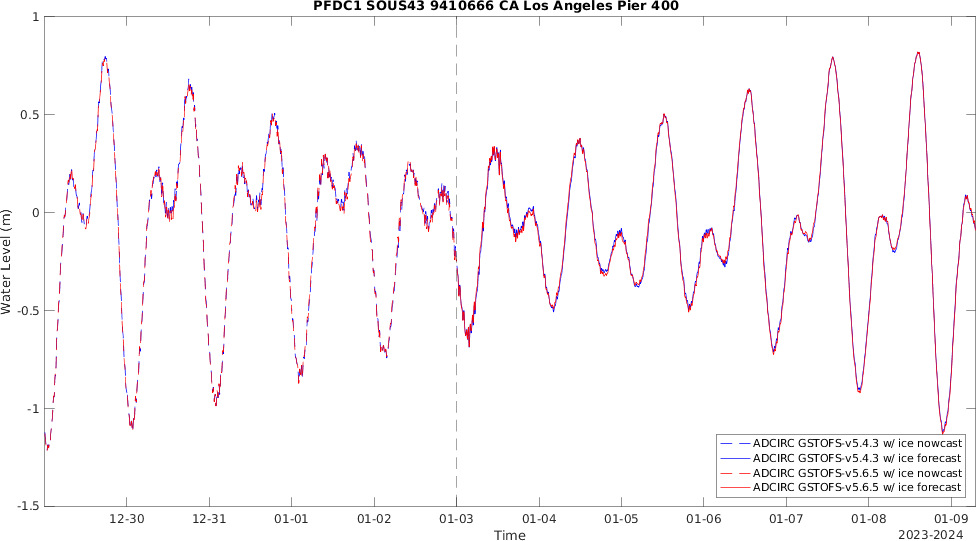 PFDC1 SOUS43 9410666 CA Los Angeles Pier 400
1
0.5
0
-0.5
-1
-1.5
Water Level (m)
12-30
12-31
01-01
01-02
01-03
01-04
01-05
01-06
01-07
01-08
01-09
Time
2023-2024
ADCIRC GSTOFS-v5.4.3 w/ ice nowcast
ADCIRC GSTOFS-v5.4.3 w/ ice forecast
ADCIRC GSTOFS-v5.6.5 w/ ice nowcast
ADCIRC GSTOFS-v5.6.5 w/ ice forecast